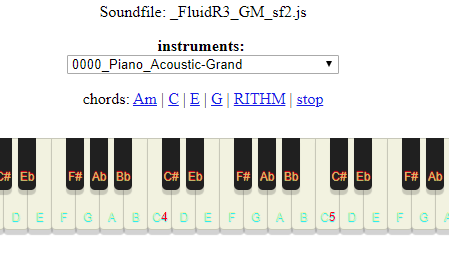 Soundfile: _FluidR3_GM_sf2.js
instruments:
0000_Piano_Acoustic-Grand
chords: Am | C | E | G | RITHM | stop
C# Eb F# Ab Bb C# Eb F# Ab Bb C# Eb F# Ab
D E F G A B C4 D E F G A B C5 D E F G A